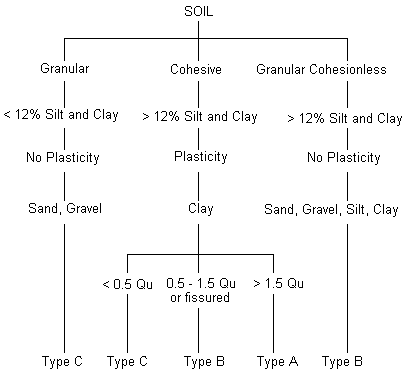 SOIL
Granular
Cohesive
Granular Cohesionless
< 12% Silt and Clay
> 12% Silt and Clay
> 12% Silt and Clay
No Plasticity
Plasticity
No Plasticity
Sand, Gravel
Clay
Sand, Gravel, Silt, Clay
< 0.5 Qu
0.5 - 1.5 Qu
or fissured
> 1.5 Qu
Type C
Type C
Type B
Type A
Type B